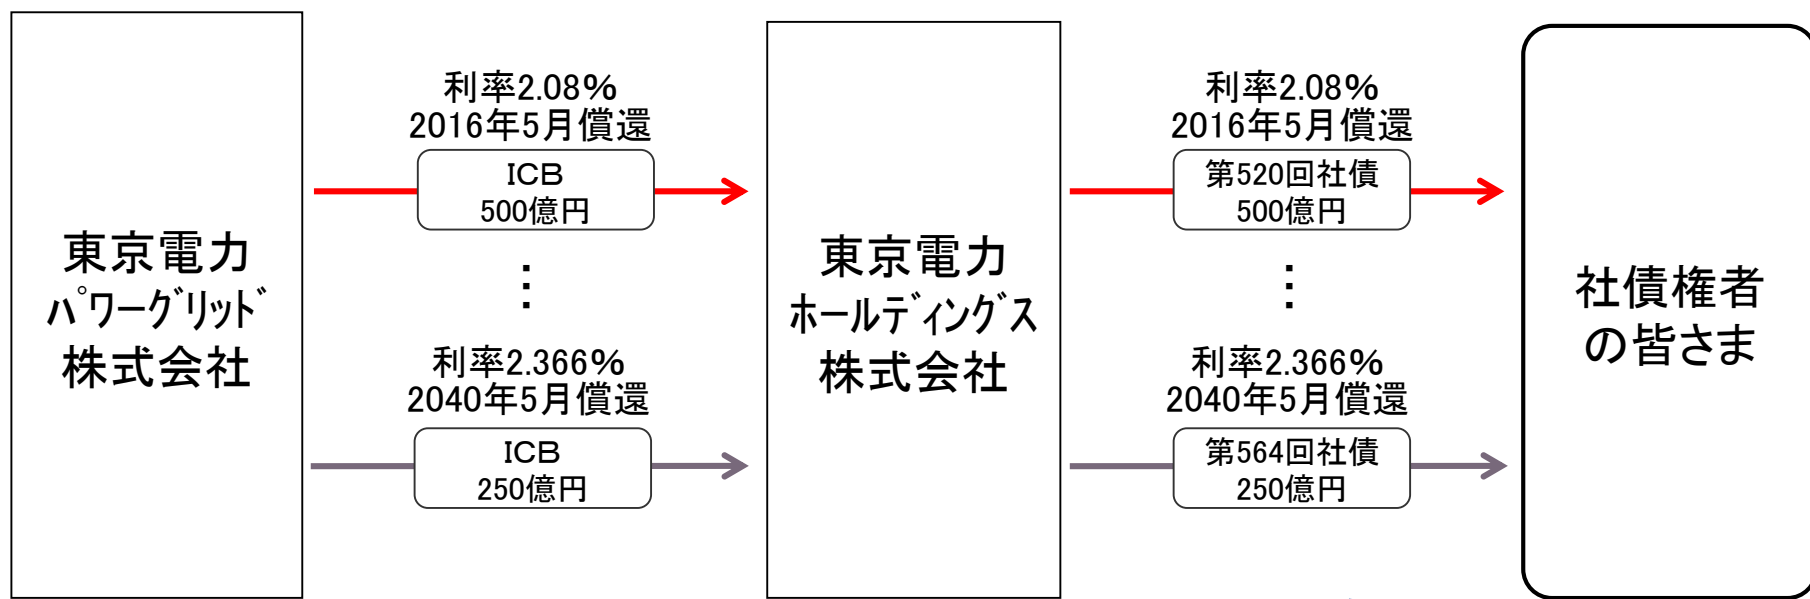 東京電力
ﾊﾟﾜｰｸﾞﾘｯﾄﾞ
株式会社
利率2.08%
2016年5月償還
ＩＣＢ
500億円
⋮
利率2.366%
2040年5月償還
ＩＣＢ
250億円
東京電力
ﾎｰﾙﾃﾞｨﾝｸﾞｽ
株式会社
利率2.08%
2016年5月償還
第520回社債
500億円
⋮
利率2.366%
2040年5月償還
第564回社債
250億円
社債権者
の皆さま